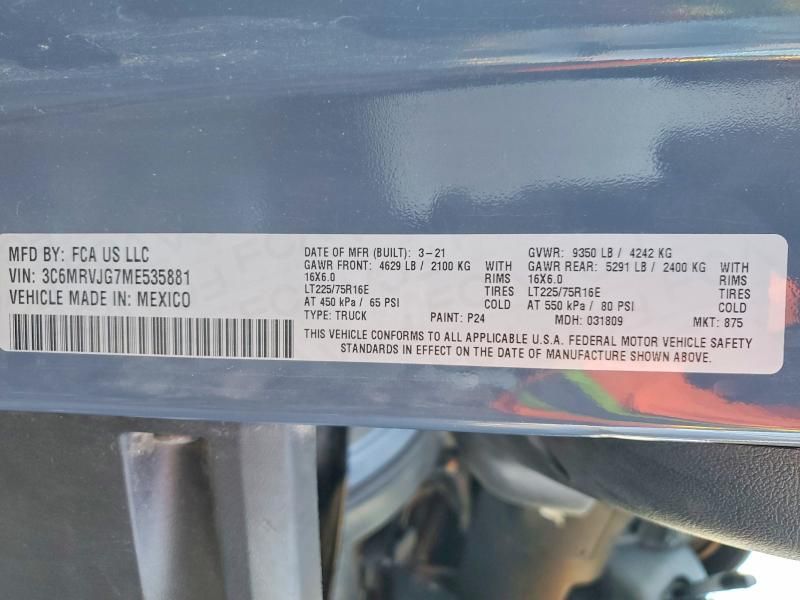 MFD BY: FCA US LLC
VIN: 3C6MRVJG7ME535881
VEHICLE MADE IN: MEXICO
DATE OF MFR (BUILT): 3-21
GAWR FRONT: 4629 LB / 2100 KG WITH
16X6.0 RIMS
LT225/75R16E TIRES
AT 450 kPa / 65 PSI COLD
TYPE: TRUCK PAINT: P24
GVWR: 9350 LB / 4242 KG
GAWR REAR: 5291 LB / 2400 KG WITH
16X6.0 RIMS
LT225/75R16E TIRES
AT 550 kPa / 80 PSI COLD
MDH: 031809 MKT: 875
THIS VEHICLE CONFORMS TO ALL APPLICABLE U.S.A. FEDERAL MOTOR VEHICLE SAFETY
STANDARDS IN EFFECT ON THE DATE OF MANUFACTURE SHOWN ABOVE.